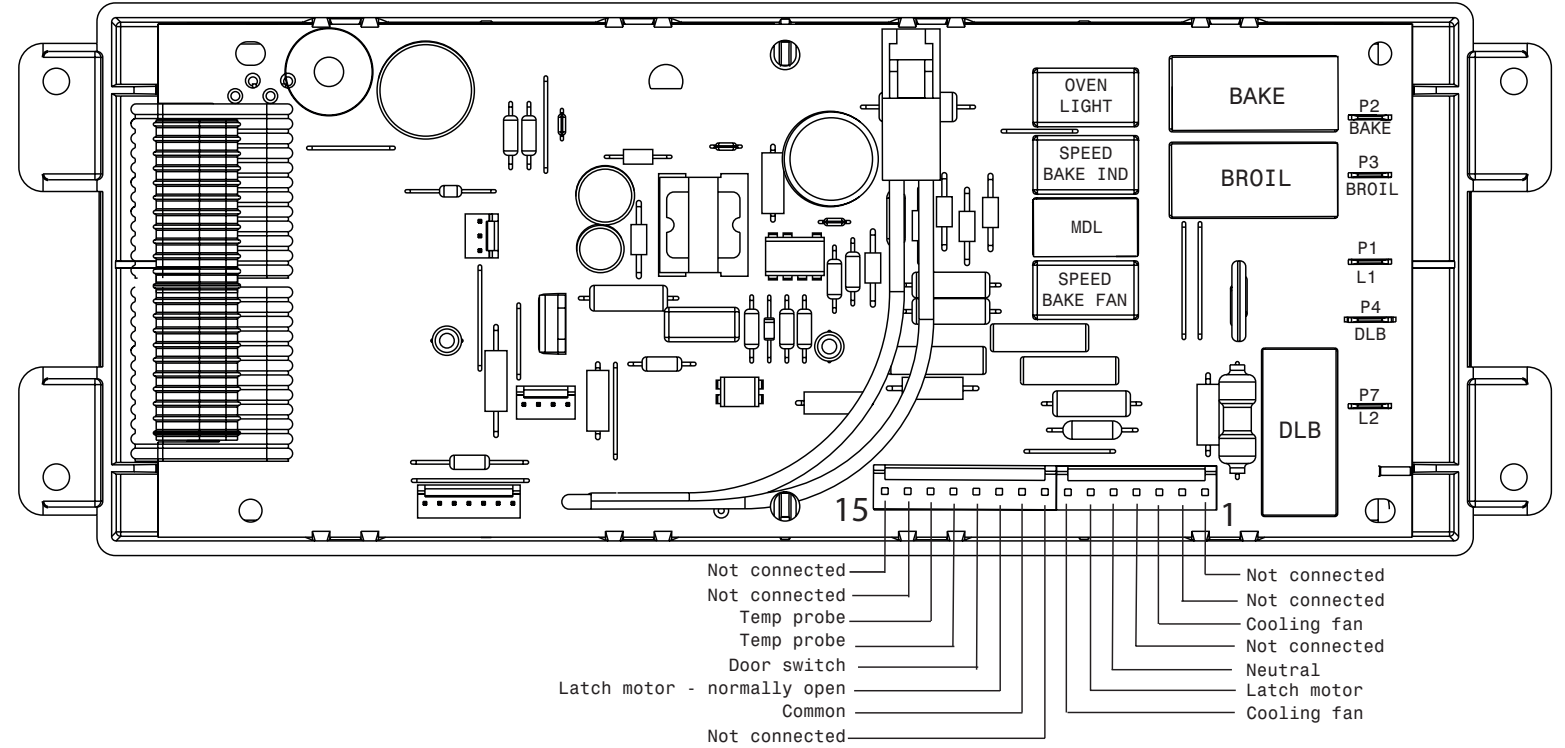 OVEN
LIGHT
BAKE
P2
BAKE
SPEED
BAKE IND
BROIL
P3
BROIL
MDL
P1
L1
SPEED
BAKE FAN
P4
DLB
P7
L2
DLB
15
1
Not connected
Not connected
Temp probe
Temp probe
Door switch
Latch motor - normally open
Common
Not connected
Not connected
Not connected
Cooling fan
Not connected
Neutral
Latch motor
Cooling fan